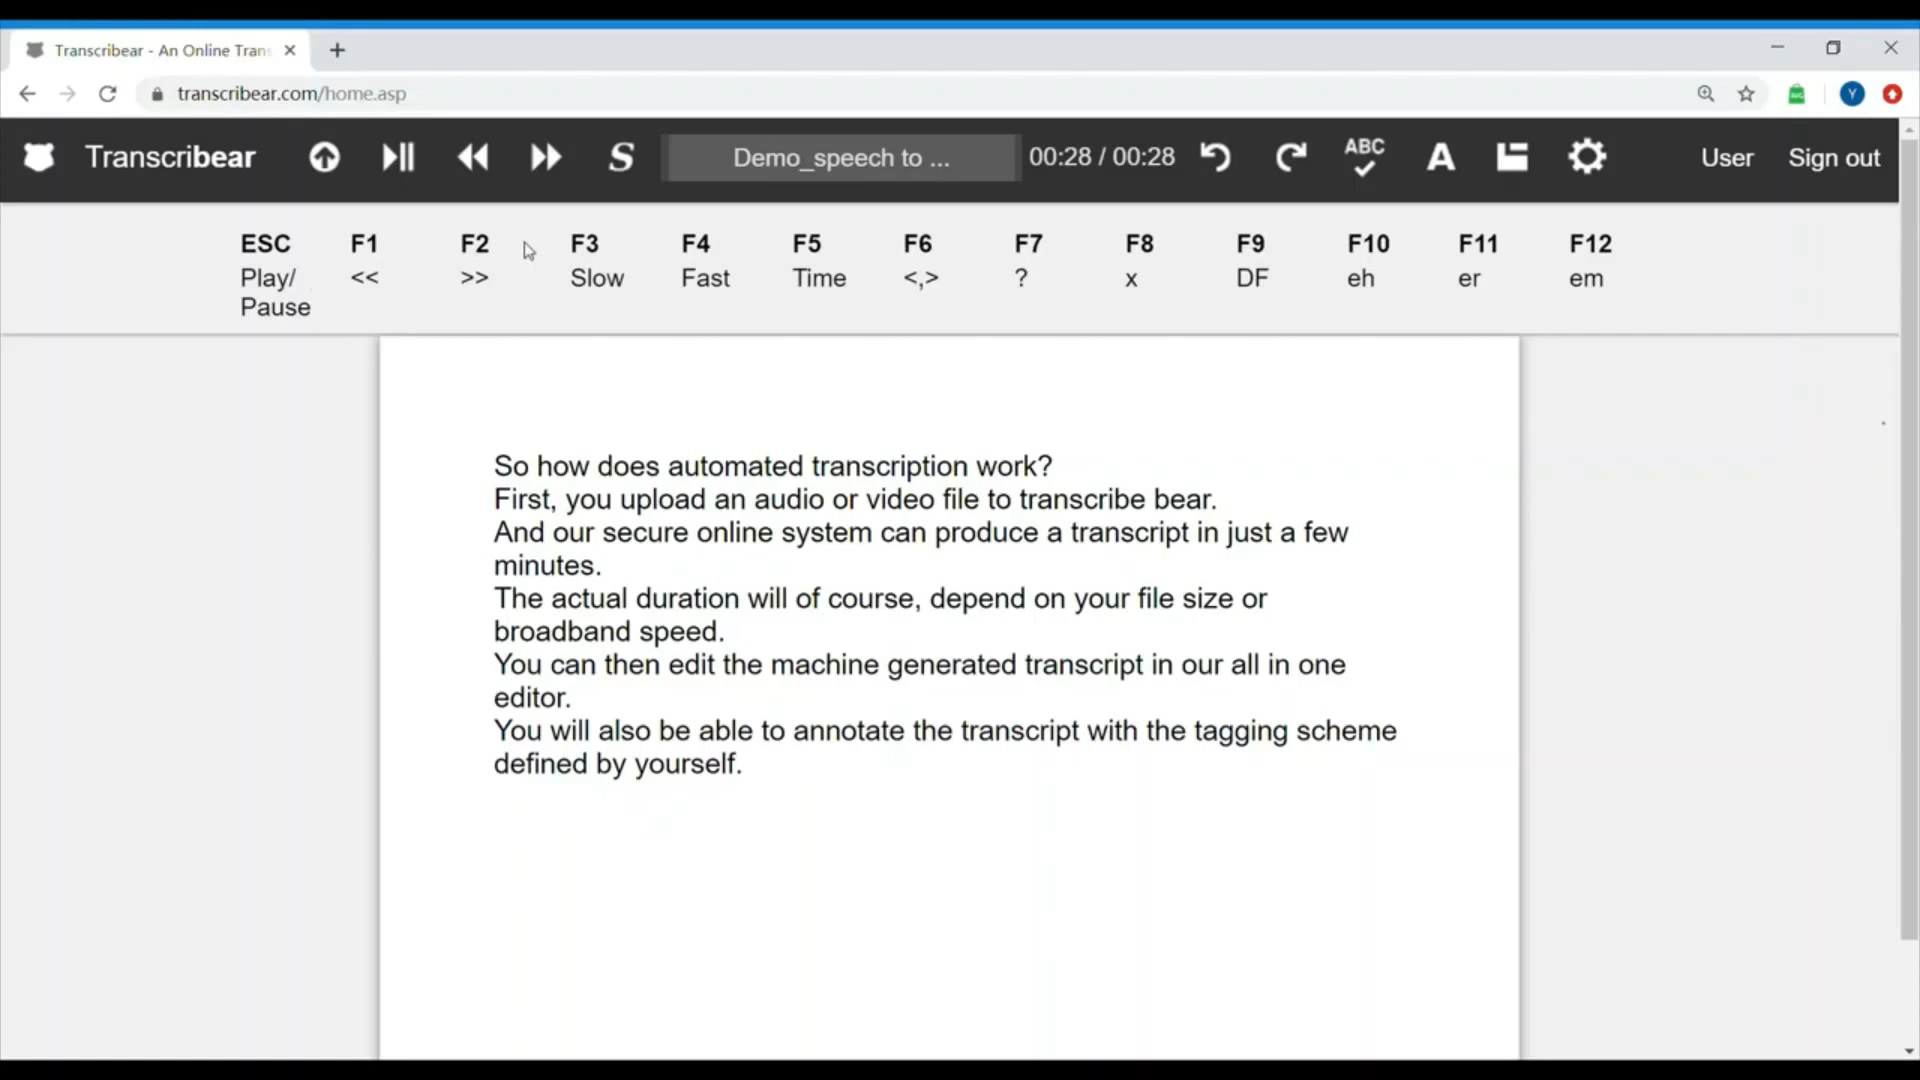 Transcribear - An Online Trans
transcribear.com/home.asp
Y
Transcribear
S
Demo_speech to ...
00:28 / 00:28
ABC
A
User
Sign out
ESC F1 F2 F3 F4 F5 F6 F7 F8 F9 F10 F11 F12
Play/ << >> Slow Fast Time <,> ? x DF eh er em
Pause
So how does automated transcription work?
First, you upload an audio or video file to transcribe bear.
And our secure online system can produce a transcript in just a few
minutes.
The actual duration will of course, depend on your file size or
broadband speed.
You can then edit the machine generated transcript in our all in one
editor.
You will also be able to annotate the transcript with the tagging scheme
defined by yourself.